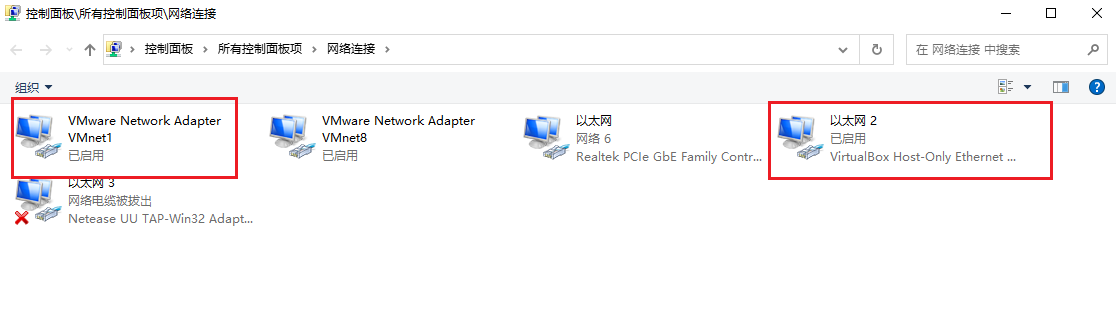 控制面板\所有控制面板项\网络连接
控制面板 › 所有控制面板项 › 网络连接 ›
在 网络连接 中搜索
组织
VMware Network Adapter
VMnet1
已启用
VMware Network Adapter
VMnet8
已启用
以太网
网络 6
Realtek PCIe GbE Family Contr...
以太网 2
已启用
VirtualBox Host-Only Ethernet ...
以太网 3
网络电缆被拔出
Netease UU TAP-Win32 Adapt...